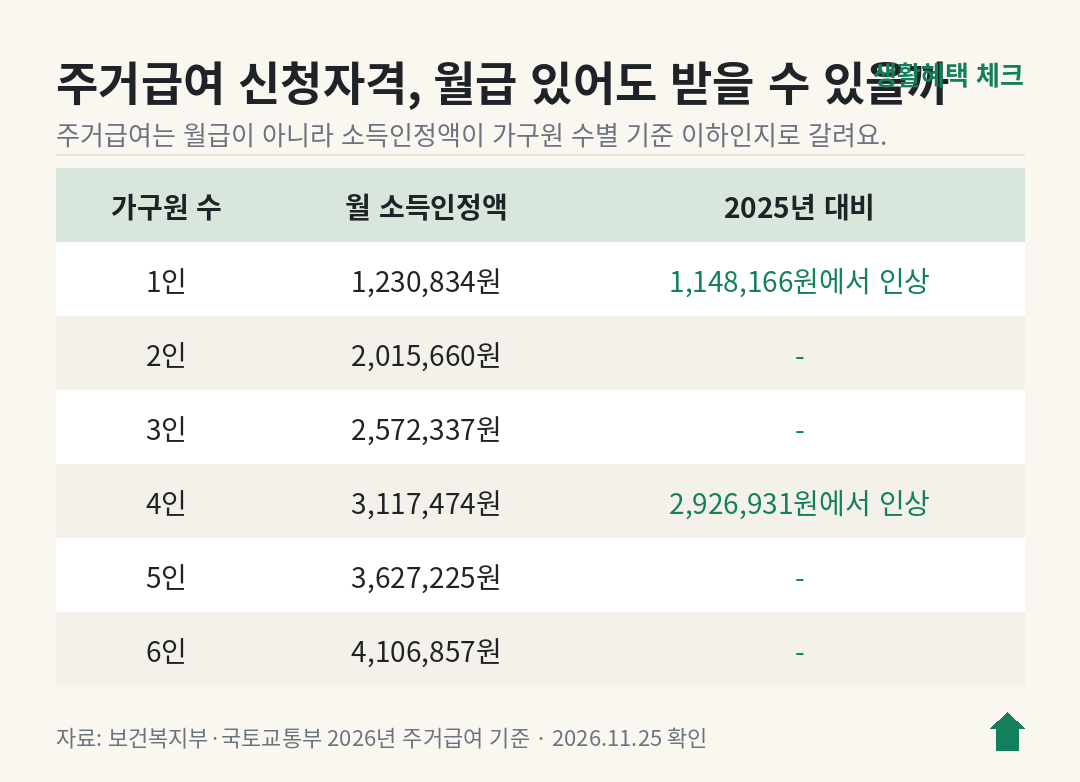 주거급여 신청자격, 월급 있어도 받을 수 있을까
생활혜택 체크
주거급여는 월급이 아니라 소득인정액이 가구원 수별 기준 이하인지로 갈려요.
가구원 수 월 소득인정액 2025년 대비
1인 1,230,834원 1,148,166원에서 인상
2인 2,015,660원 -
3인 2,572,337원 -
4인 3,117,474원 2,926,931원에서 인상
5인 3,627,225원 -
6인 4,106,857원 -
자료: 보건복지부·국토교통부 2026년 주거급여 기준 · 2026.11.25 확인